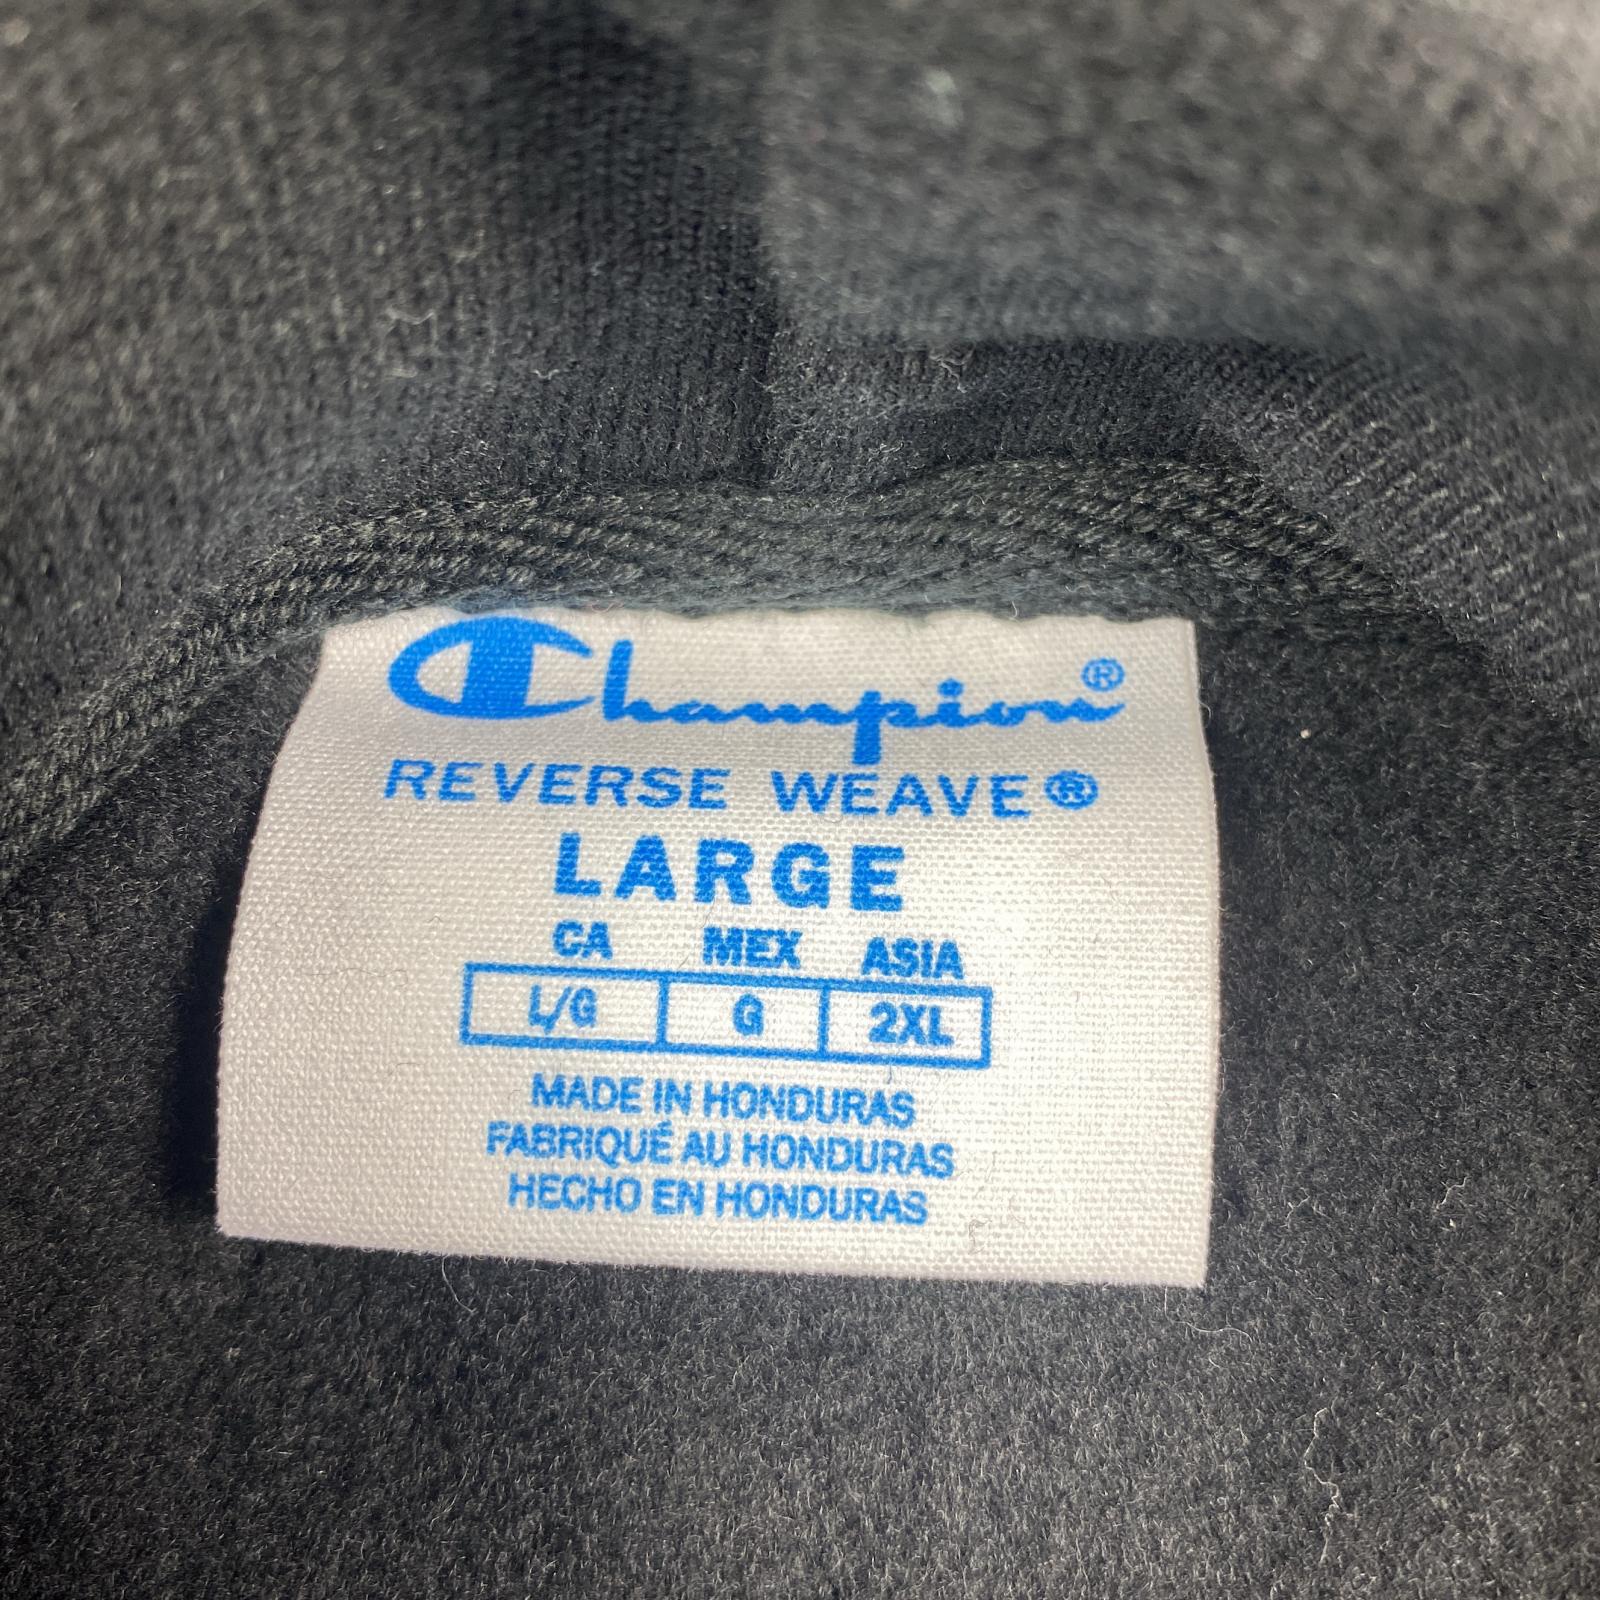 Champion®
REVERSE WEAVE®
LARGE
CA MEX ASIA
L/G G 2XL
MADE IN HONDURAS
FABRIQUÉ AU HONDURAS
HECHO EN HONDURAS